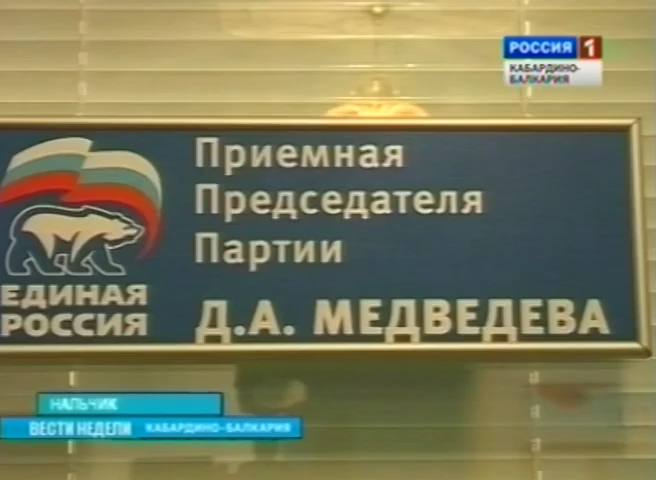 РОССИЯ 1
КАБАРДИНО-
БАЛКАРИЯ
Приемная
Председателя
Партии
Д.А. МЕДВЕДЕВА
ЕДИНАЯ
РОССИЯ
НАЛЬЧИК
ВЕСТИ НЕДЕЛИ КАБАРДИНО-БАЛКАРИЯ